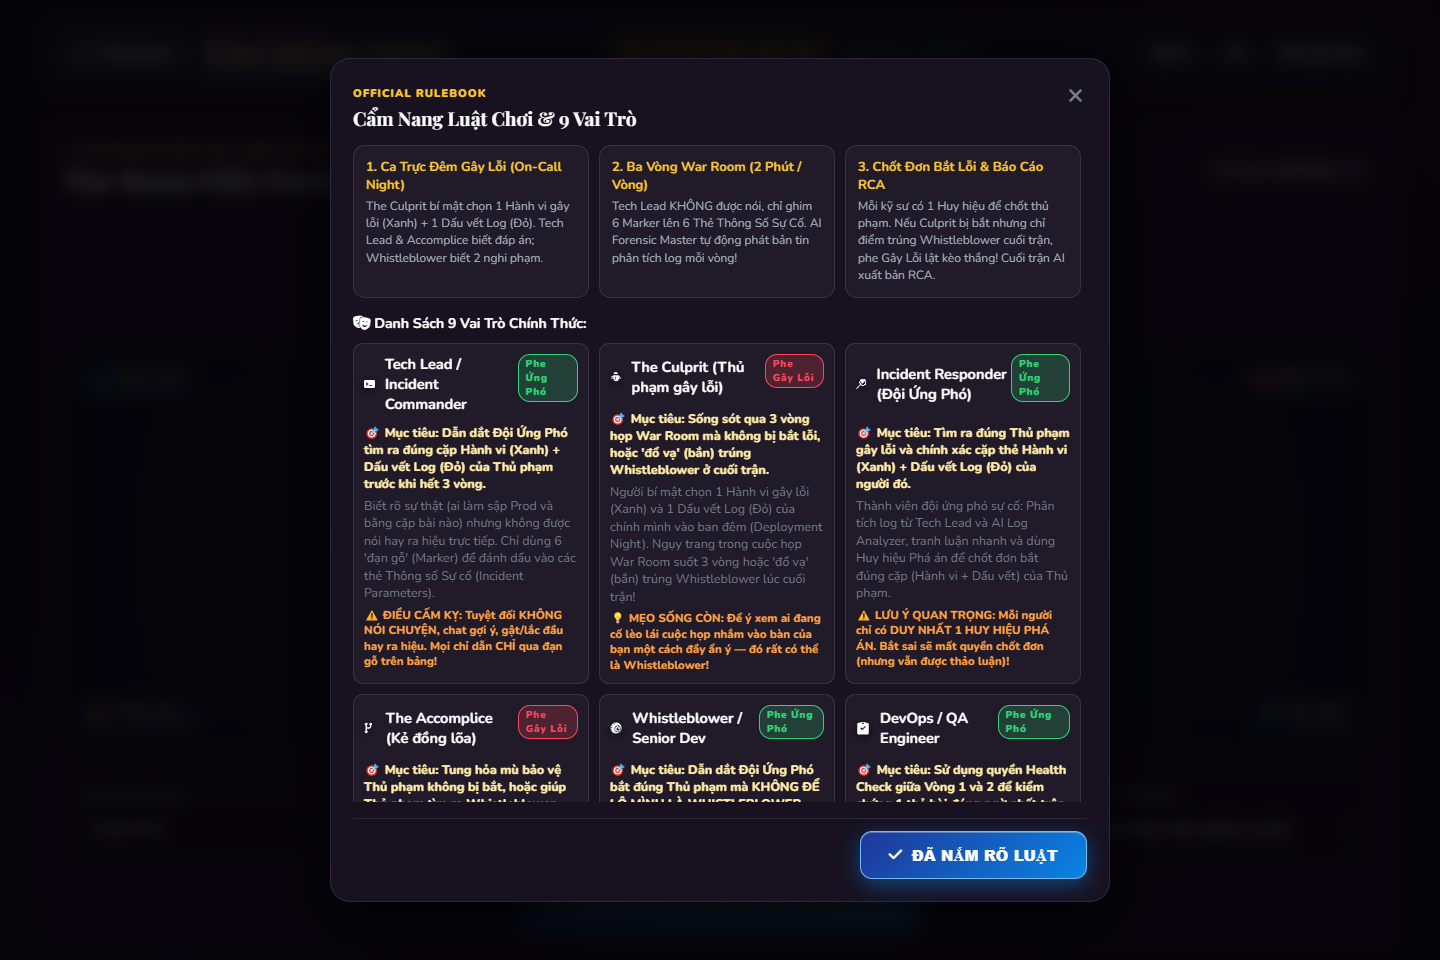 OFFICIAL RULEBOOK
Cẩm Nang Luật Chơi & 9 Vai Trò
1. Ca Trực Đêm Gây Lỗi (On-Call
Night)
The Culprit bí mật chọn 1 Hành vi gây
lỗi (Xanh) + 1 Dấu vết Log (Đỏ). Tech
Lead & Accomplice biết đáp án;
Whistleblower biết 2 nghi phạm.
2. Ba Vòng War Room (2 Phút /
Vòng)
Tech Lead KHÔNG được nói, chỉ ghim
6 Marker lên 6 Thẻ Thông Số Sự Cố. AI
Forensic Master tự động phát bản tin
phân tích log mỗi vòng!
3. Chốt Đơn Bắt Lỗi & Báo Cáo
RCA
Mỗi kỹ sư có 1 Huy hiệu để chốt thủ
phạm. Nếu Culprit bị bắt nhưng chỉ
điểm trúng Whistleblower cuối trận,
phe Gây Lỗi lật kèo thắng! Cuối trận AI
xuất bản RCA.
🎭 Danh Sách 9 Vai Trò Chính Thức:
Tech Lead /
Incident
Commander
Phe
Ứng
Phó
🎯 Mục tiêu: Dẫn dắt Đội Ứng Phó
tìm ra đúng cặp Hành vi (Xanh) +
Dấu vết Log (Đỏ) của Thủ phạm
trước khi hết 3 vòng.
Biết rõ sự thật (ai làm sập Prod và
bằng cặp bài nào) nhưng không được
nói hay ra hiệu trực tiếp. Chỉ dùng 6
'đạn gỗ' (Marker) để đánh dấu vào các
thẻ Thông số Sự cố (Incident
Parameters).
⚠️ ĐIỀU CẤM KỴ: Tuyệt đối KHÔNG
NÓI CHUYỆN, chat gợi ý, gật/lắc đầu
hay ra hiệu. Mọi chỉ dẫn CHỈ qua đạn
gỗ trên bảng!
The Culprit (Thủ
phạm gây lỗi)
Phe
Gây Lỗi
🎯 Mục tiêu: Sống sót qua 3 vòng
họp War Room mà không bị bắt lỗi,
hoặc 'đổ vạ' (bắn) trúng
Whistleblower ở cuối trận.
Người bí mật chọn 1 Hành vi gây lỗi
(Xanh) và 1 Dấu vết Log (Đỏ) của
chính mình vào ban đêm (Deployment
Night). Ngụy trang trong cuộc họp
War Room suốt 3 vòng hoặc 'đổ vạ'
(bắn) trúng Whistleblower lúc cuối
trận!
💡 MẸO SỐNG CÒN: Để ý xem ai đang
cố lèo lái cuộc họp nhắm vào bàn của
bạn một cách đầy ẩn ý — đó rất có thể
là Whistleblower!
Incident Responder
(Đội Ứng Phó)
Phe
Ứng
Phó
🎯 Mục tiêu: Tìm ra đúng Thủ phạm
gây lỗi và chính xác cặp thẻ Hành vi
(Xanh) + Dấu vết Log (Đỏ) của
người đó.
Thành viên đội ứng phó sự cố: Phân
tích log từ Tech Lead và AI Log
Analyzer, tranh luận nhanh và dùng
Huy hiệu Phá án để chốt đơn bắt
đúng cặp (Hành vi + Dấu vết) của Thủ
phạm.
⚠️ LƯU Ý QUAN TRỌNG: Mỗi người
chỉ có DUY NHẤT 1 HUY HIỆU PHÁ
ÁN. Bắt sai sẽ mất quyền chốt đơn
(nhưng vẫn được thảo luận)!
The Accomplice
(Kẻ đồng lõa)
Phe
Gây Lỗi
🎯 Mục tiêu: Tung hỏa mù bảo vệ
Thủ phạm không bị bắt, hoặc giúp
Thủ phạm tìm ra Whistleblower
Whistleblower /
Senior Dev
Phe Ứng
Phó
🎯 Mục tiêu: Dẫn dắt Đội Ứng Phó
bắt đúng Thủ phạm mà KHÔNG ĐỂ
LỘ MÌNH LÀ WHISTLEBLOWER
DevOps / QA
Engineer
Phe Ứng
Phó
🎯 Mục tiêu: Sử dụng quyền Health
Check giữa Vòng 1 và 2 để kiểm
ĐÃ NẮM RÕ LUẬT